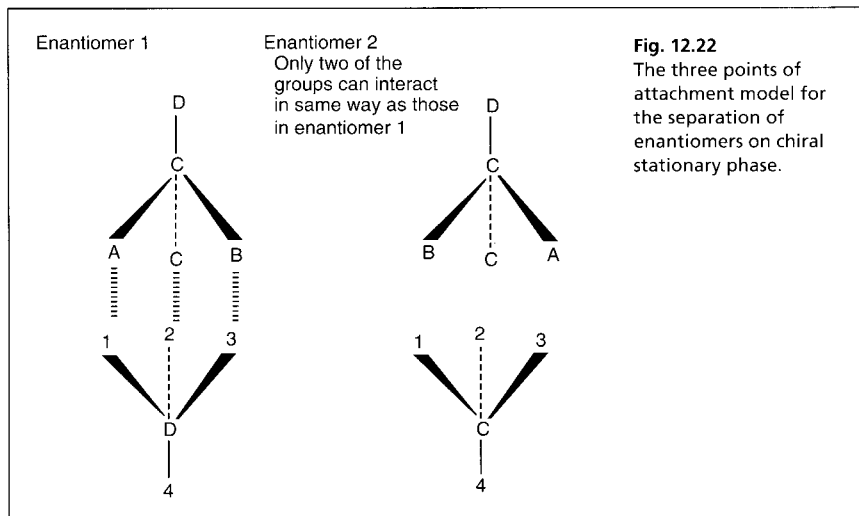 Enantiomer 1
Enantiomer 2
Only two of the
groups can interact
in same way as those
in enantiomer 1
D
C
A
C
B
1
2
3
D
4
D
C
B
C
A
1
2
3
C
4
Fig. 12.22
The three points of
attachment model for
the separation of
enantiomers on chiral
stationary phase.